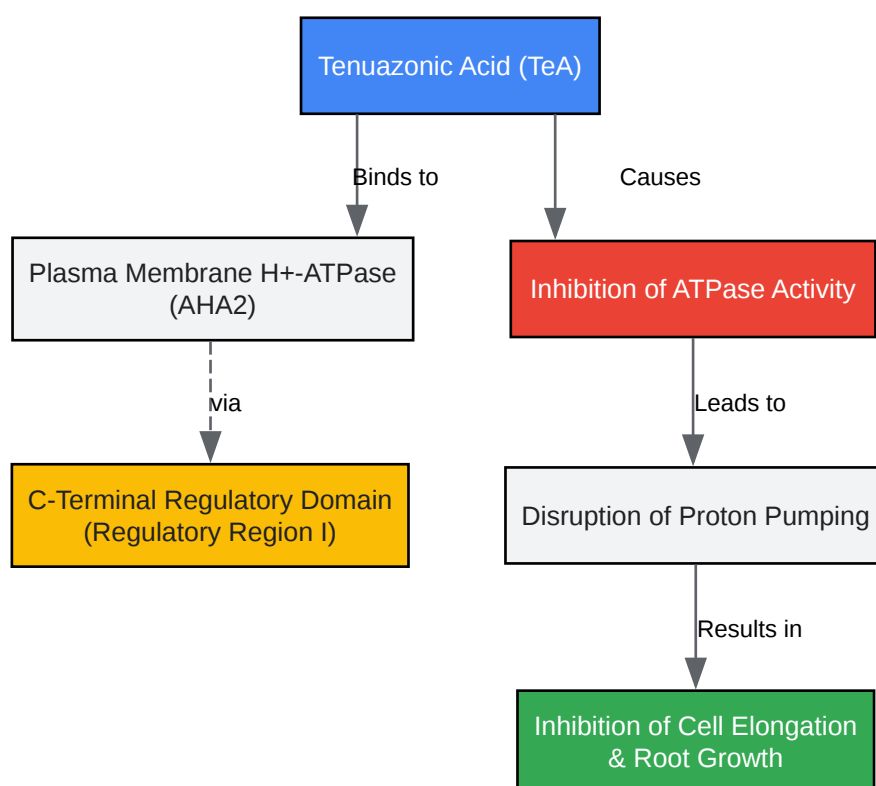 Tenuazonic Acid (TeA)
Binds to
Causes
Plasma Membrane H+-ATPase
(AHA2)
Inhibition of ATPase Activity
via
Leads to
C-Terminal Regulatory Domain
(Regulatory Region I)
Disruption of Proton Pumping
Results in
Inhibition of Cell Elongation
& Root Growth